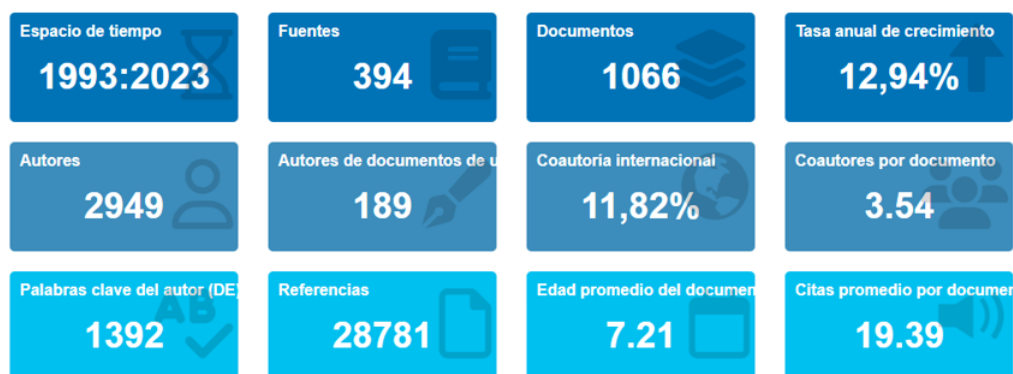 Espacio de tiempo
1993:2023
Fuentes
394
Documentos
1066
Tasa anual de crecimiento
12,94%
Autores
2949
Autores de documentos de u
189
Coautoria internacional
11,82%
Coautores por documento
3.54
Palabras clave del autor (DE)
1392
Referencias
28781
Edad promedio del documen
7.21
Citas promedio por documen
19.39